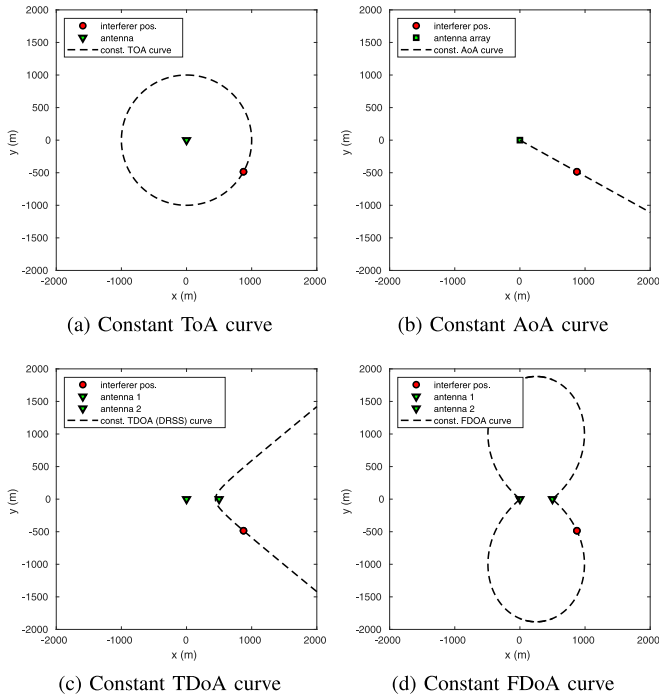 2000
interferer pos.
antenna
const. TOA curve
1500
1000
500
0
-500
-1000
-1500
-2000
y (m)
-2000 -1000 0 1000 2000
x (m)
(a) Constant ToA curve
2000
interferer pos.
antenna array
const. AoA curve
1500
1000
500
0
-500
-1000
-1500
-2000
y (m)
-2000 -1000 0 1000 2000
x (m)
(b) Constant AoA curve
2000
interferer pos.
antenna 1
antenna 2
const. TDOA (DRSS) curve
1500
1000
500
0
-500
-1000
-1500
-2000
y (m)
-2000 -1000 0 1000 2000
x (m)
(c) Constant TDoA curve
2000
interferer pos.
antenna 1
antenna 2
const. FDOA curve
1500
1000
500
0
-500
-1000
-1500
-2000
y (m)
-2000 -1000 0 1000 2000
x (m)
(d) Constant FDoA curve